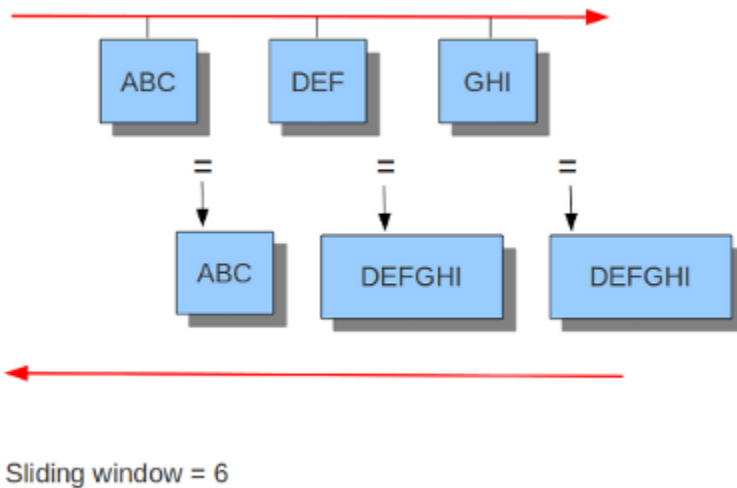 ABC DEF GHI
= = =
ABC DEFGHI DEFGHI
Sliding window = 6